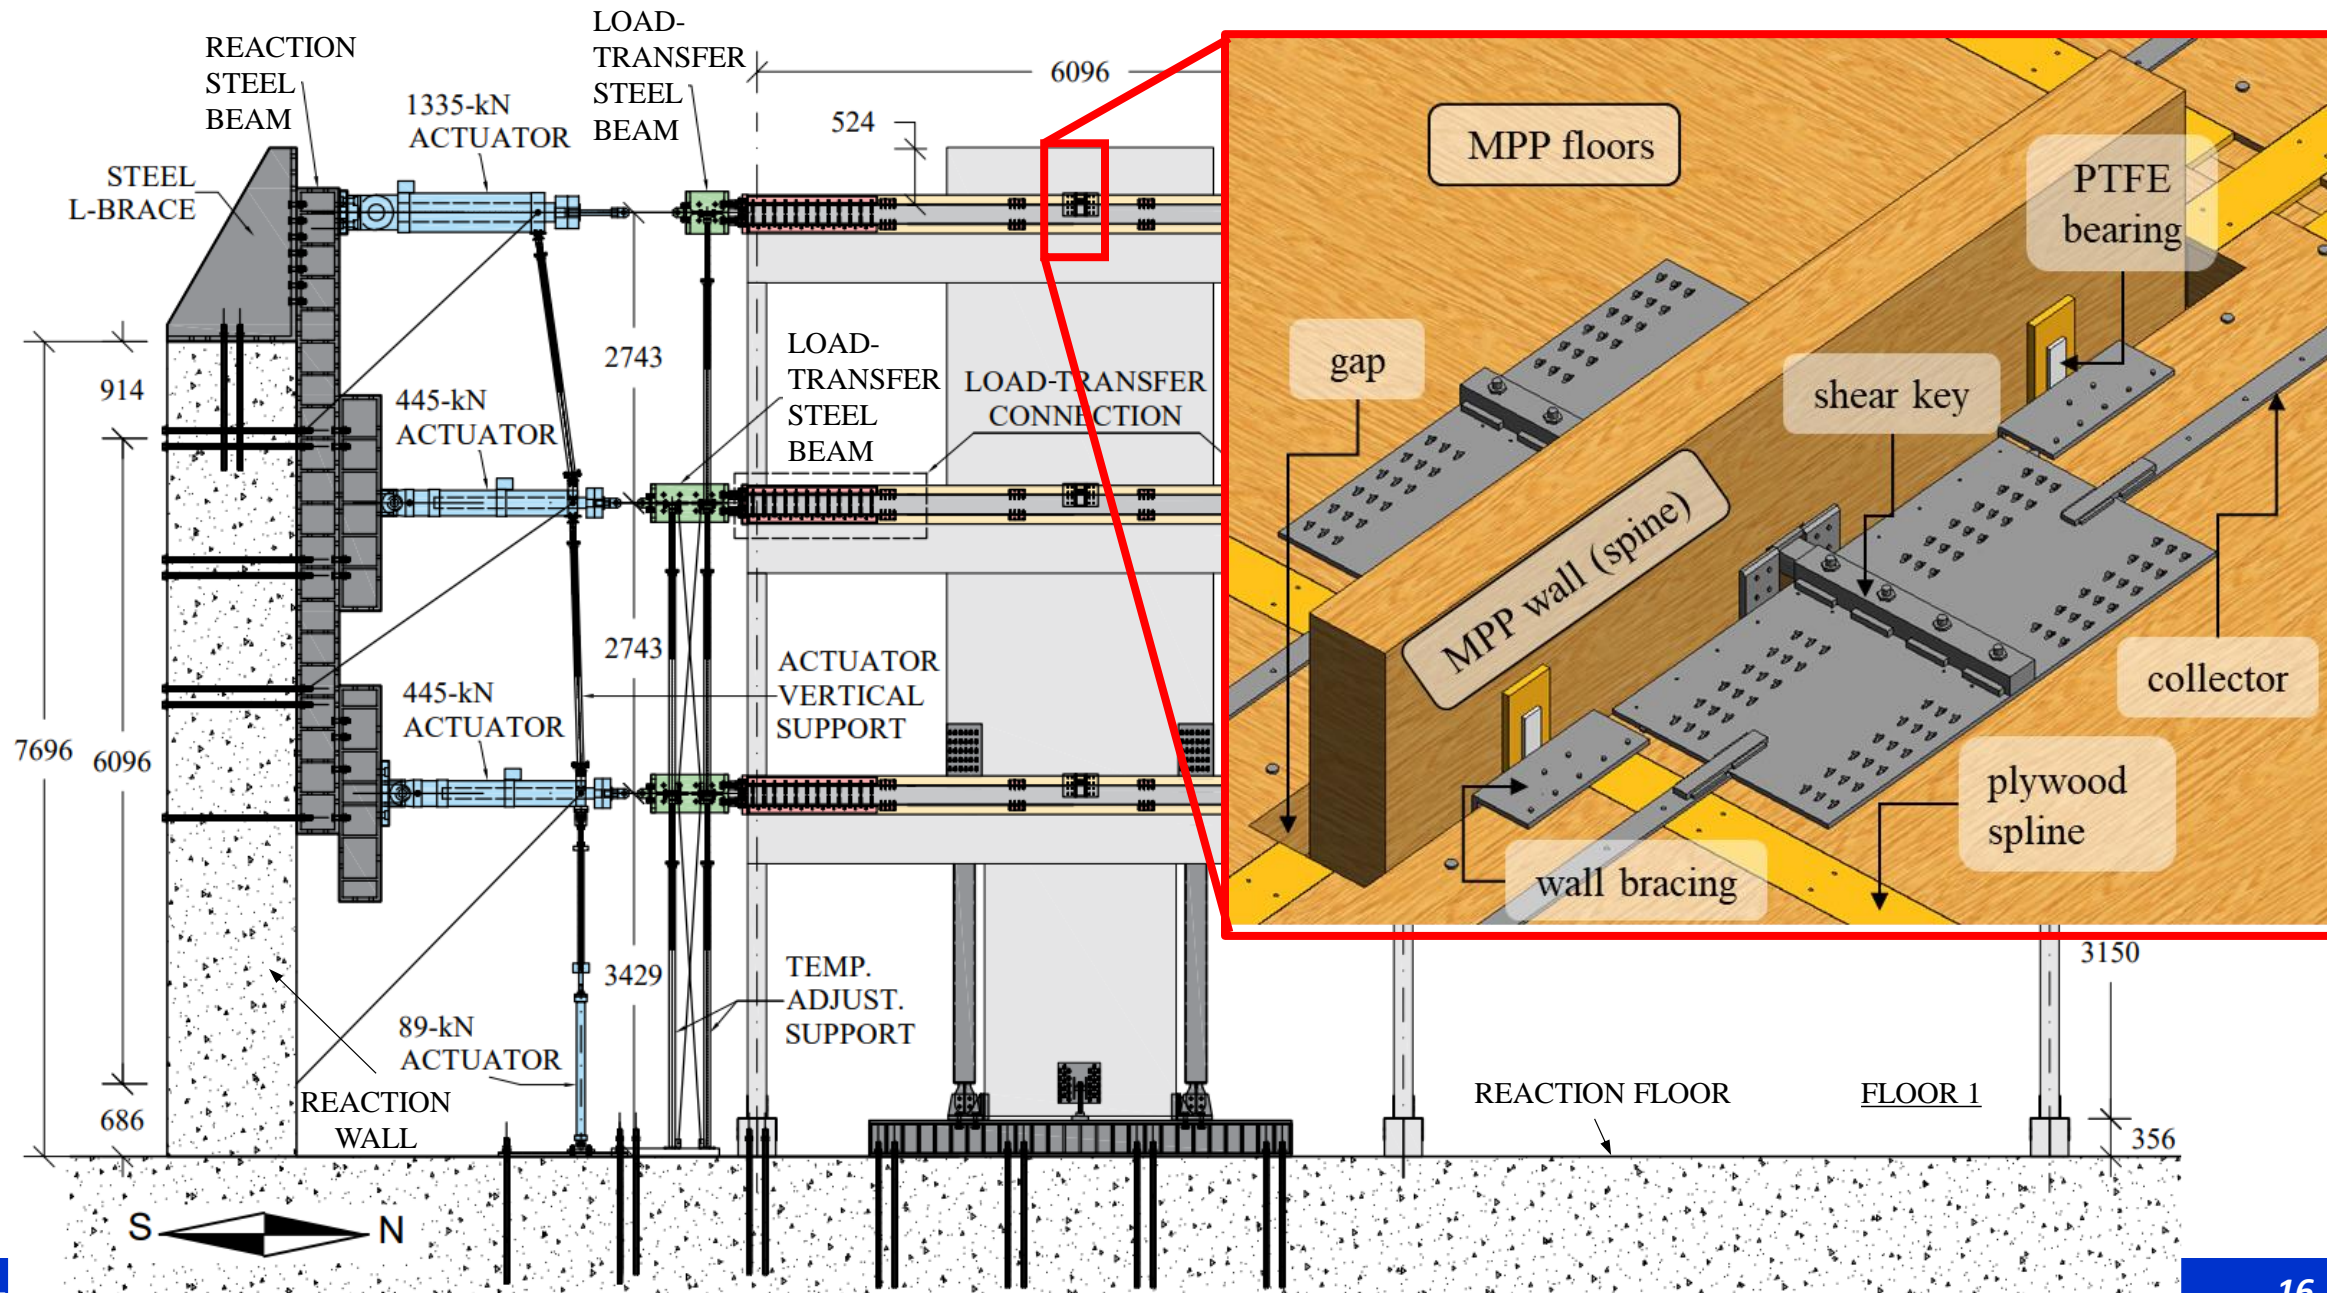 LOAD-
TRANSFER
STEEL
BEAM
REACTION
STEEL
BEAM
1335-kN
ACTUATOR
6096
524
STEEL
L-BRACE
MPP floors
PTFE
bearing
gap
shear key
MPP wall (spine)
collector
plywood
spline
wall bracing
914
445-kN
ACTUATOR
2743
LOAD-
TRANSFER
STEEL
BEAM
LOAD-TRANSFER
CONNECTION
2743
ACTUATOR
VERTICAL
SUPPORT
445-kN
ACTUATOR
7696
6096
3429
TEMP.
ADJUST.
SUPPORT
89-kN
ACTUATOR
686
REACTION
WALL
REACTION FLOOR
FLOOR 1
3150
356
S
N
16